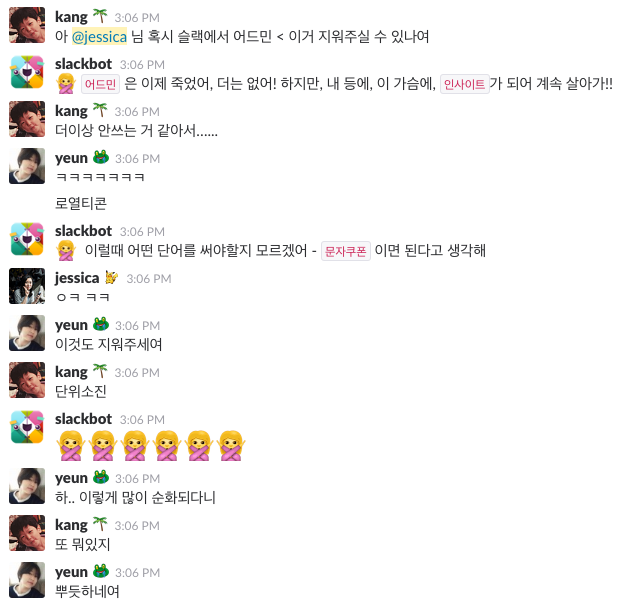 kang 3:06 PM
아 @jessica 님 혹시 슬랙에서 어드민 < 이거 지워주실 수 있나여
slackbot 3:06 PM
어드민 은 이제 죽었어, 더는 없어! 하지만, 내 등에, 이 가슴에, 인사이트가 되어 계속 살아가!!
kang 3:06 PM
더이상 안쓰는 거 같아서......
yeun 3:06 PM
ㅋㅋㅋㅋㅋㅋㅋ
로열티콘
slackbot 3:06 PM
이럴때 어떤 단어를 써야할지 모르겠어 - 문자쿠폰 이면 된다고 생각해
jessica 3:06 PM
ㅇㅋ ㅋㅋ
yeun 3:06 PM
이것도 지워주세여
kang 3:06 PM
단위소진
slackbot 3:06 PM
yeun 3:06 PM
하.. 이렇게 많이 순화되다니
kang 3:06 PM
또 뭐있지
yeun 3:06 PM
뿌듯하네여